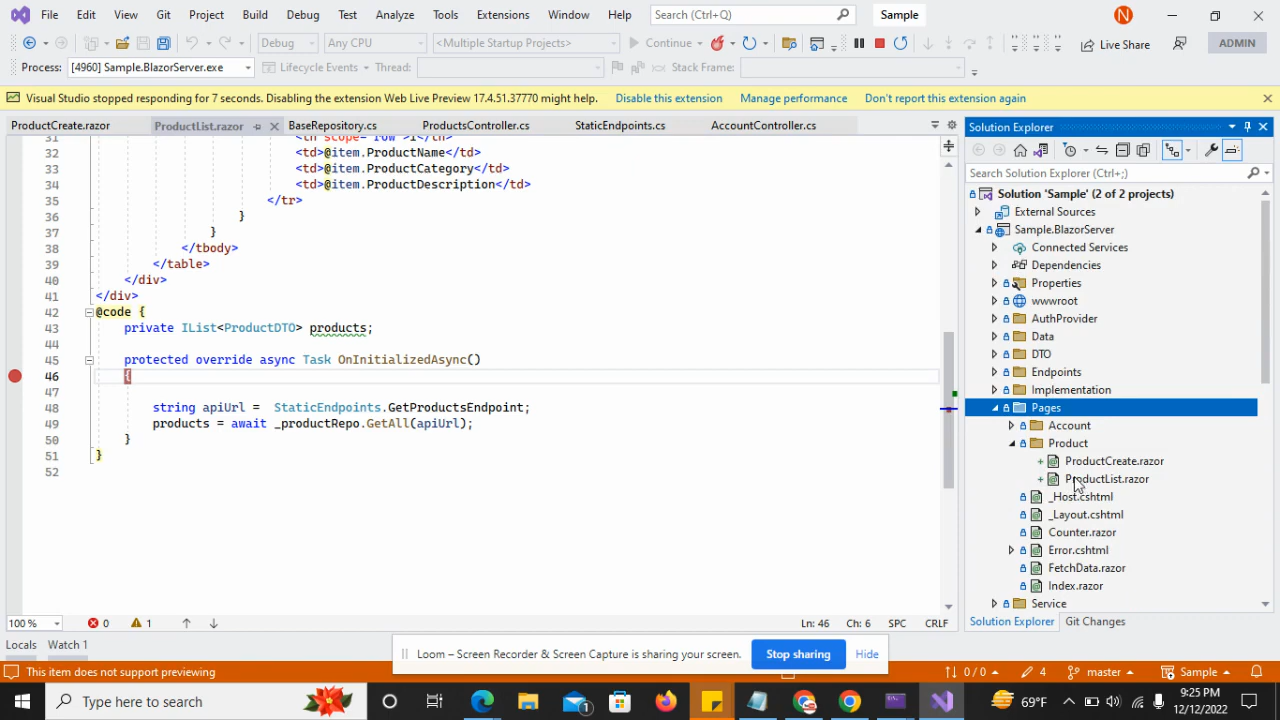 File Edit View Git Project Build Debug Test Analyze Tools Extensions Window Help Search (Ctrl+Q) Sample N
Debug Any CPU <Multiple Startup Projects> Continue Live Share ADMIN
Process: [4960] Sample.BlazorServer.exe Lifecycle Events Thread: Stack Frame:
Visual Studio stopped responding for 7 seconds. Disabling the extension Web Live Preview 17.4.51.37770 might help. Disable this extension Manage performance Don't report this extension again
ProductCreate.razor ProductList.razor BaseRepository.cs ProductsController.cs StaticEndpoints.cs AccountController.cs
31 <th scope="row">1</th>
32 <td>@item.ProductName</td>
33 <td>@item.ProductCategory</td>
34 <td>@item.ProductDescription</td>
35 </tr>
36 }
37 }
38 </tbody>
39 </table>
40 </div>
41 </div>
42 @code {
43 private IList<ProductDTO> products;
44
45 protected override async Task OnInitializedAsync()
46 {
47
48 string apiUrl = StaticEndpoints.GetProductsEndpoint;
49 products = await _productRepo.GetAll(apiUrl);
50 }
51 }
52
100 % 0 1 Ln: 46 Ch: 6 SPC CRLF
Locals Watch 1
Solution Explorer
Search Solution Explorer (Ctrl+;)
Solution 'Sample' (2 of 2 projects)
External Sources
Sample.BlazorServer
Connected Services
Dependencies
Properties
wwwroot
AuthProvider
Data
DTO
Endpoints
Implementation
Pages
Account
Product
ProductCreate.razor
ProductList.razor
_Host.cshtml
_Layout.cshtml
Counter.razor
Error.cshtml
FetchData.razor
Index.razor
Service
Solution Explorer Git Changes
Loom – Screen Recorder & Screen Capture is sharing your screen. Stop sharing Hide
This item does not support previewing 0 / 0 4 master Sample
Type here to search 1 69°F 9:25 PM
12/12/2022